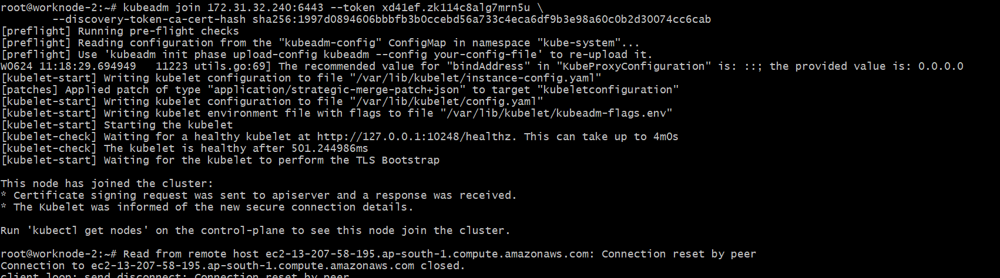 root@worknode-2:~# kubeadm join 172.31.32.240:6443 --token xd41ef.zk114c8alg7mrn5u \
--discovery-token-ca-cert-hash sha256:1997d0894606bbbfb3b0ccebd56a733c4eca6df9b3e98a60c0b2d30074cc6cab
[preflight] Running pre-flight checks
[preflight] Reading configuration from the "kubeadm-config" ConfigMap in namespace "kube-system"...
[preflight] Use 'kubeadm init phase upload-config kubeadm --config your-config-file' to re-upload it.
W0624 11:18:29.694949   11223 utils.go:69] The recommended value for "bindAddress" in "KubeProxyConfiguration" is: ::; the provided value is: 0.0.0.0
[kubelet-start] Writing kubelet configuration to file "/var/lib/kubelet/instance-config.yaml"
[patches] Applied patch of type "application/strategic-merge-patch+json" to target "kubeletconfiguration"
[kubelet-start] Writing kubelet configuration to file "/var/lib/kubelet/config.yaml"
[kubelet-start] Writing kubelet environment file with flags to file "/var/lib/kubelet/kubeadm-flags.env"
[kubelet-start] Starting the kubelet
[kubelet-check] Waiting for a healthy kubelet at http://127.0.0.1:10248/healthz. This can take up to 4m0s
[kubelet-check] The kubelet is healthy after 501.244986ms
[kubelet-start] Waiting for the kubelet to perform the TLS Bootstrap
This node has joined the cluster:
* Certificate signing request was sent to apiserver and a response was received.
* The Kubelet was informed of the new secure connection details.
Run 'kubectl get nodes' on the control-plane to see this node join the cluster.
root@worknode-2:~# Read from remote host ec2-13-207-58-195.ap-south-1.compute.amazonaws.com: Connection reset by peer
Connection to ec2-13-207-58-195.ap-south-1.compute.amazonaws.com closed.
client_loop: send disconnect: Connection reset by peer